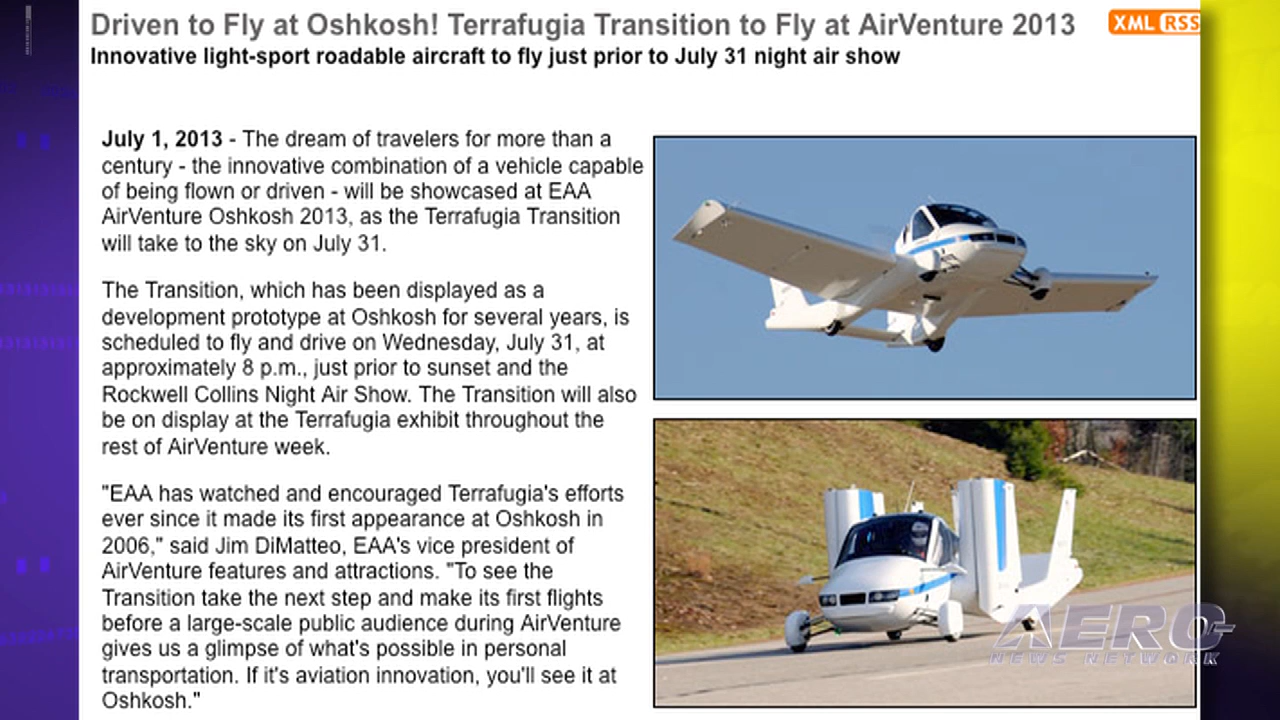 Driven to Fly at Oshkosh! Terrafugia Transition to Fly at AirVenture 2013
XML RSS
Innovative light-sport roadable aircraft to fly just prior to July 31 night air show
July 1, 2013 - The dream of travelers for more than a
century - the innovative combination of a vehicle capable
of being flown or driven - will be showcased at EAA
AirVenture Oshkosh 2013, as the Terrafugia Transition
will take to the sky on July 31.
The Transition, which has been displayed as a
development prototype at Oshkosh for several years, is
scheduled to fly and drive on Wednesday, July 31, at
approximately 8 p.m., just prior to sunset and the
Rockwell Collins Night Air Show. The Transition will also
be on display at the Terrafugia exhibit throughout the
rest of AirVenture week.
"EAA has watched and encouraged Terrafugia's efforts
ever since it made its first appearance at Oshkosh in
2006," said Jim DiMatteo, EAA's vice president of
AirVenture features and attractions. "To see the
Transition take the next step and make its first flights
before a large-scale public audience during AirVenture
gives us a glimpse of what's possible in personal
transportation. If it's aviation innovation, you'll see it at
Oshkosh."
AERO
NEWS NETWORK